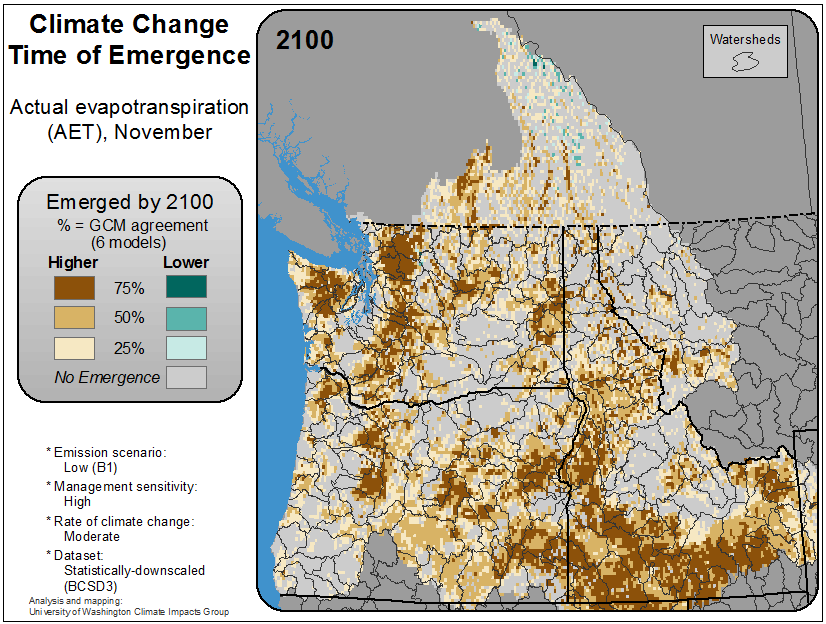 Climate Change
Time of Emergence
Actual evapotranspiration
(AET), November
Emerged by 2100
% = GCM agreement
(6 models)
Higher Lower
75%
50%
25%
No Emergence
* Emission scenario:
Low (B1)
* Management sensitivity:
High
* Rate of climate change:
Moderate
* Dataset:
Statistically-downscaled
(BCSD3)
Analysis and mapping:
University of Washington Climate Impacts Group
2100
Watersheds